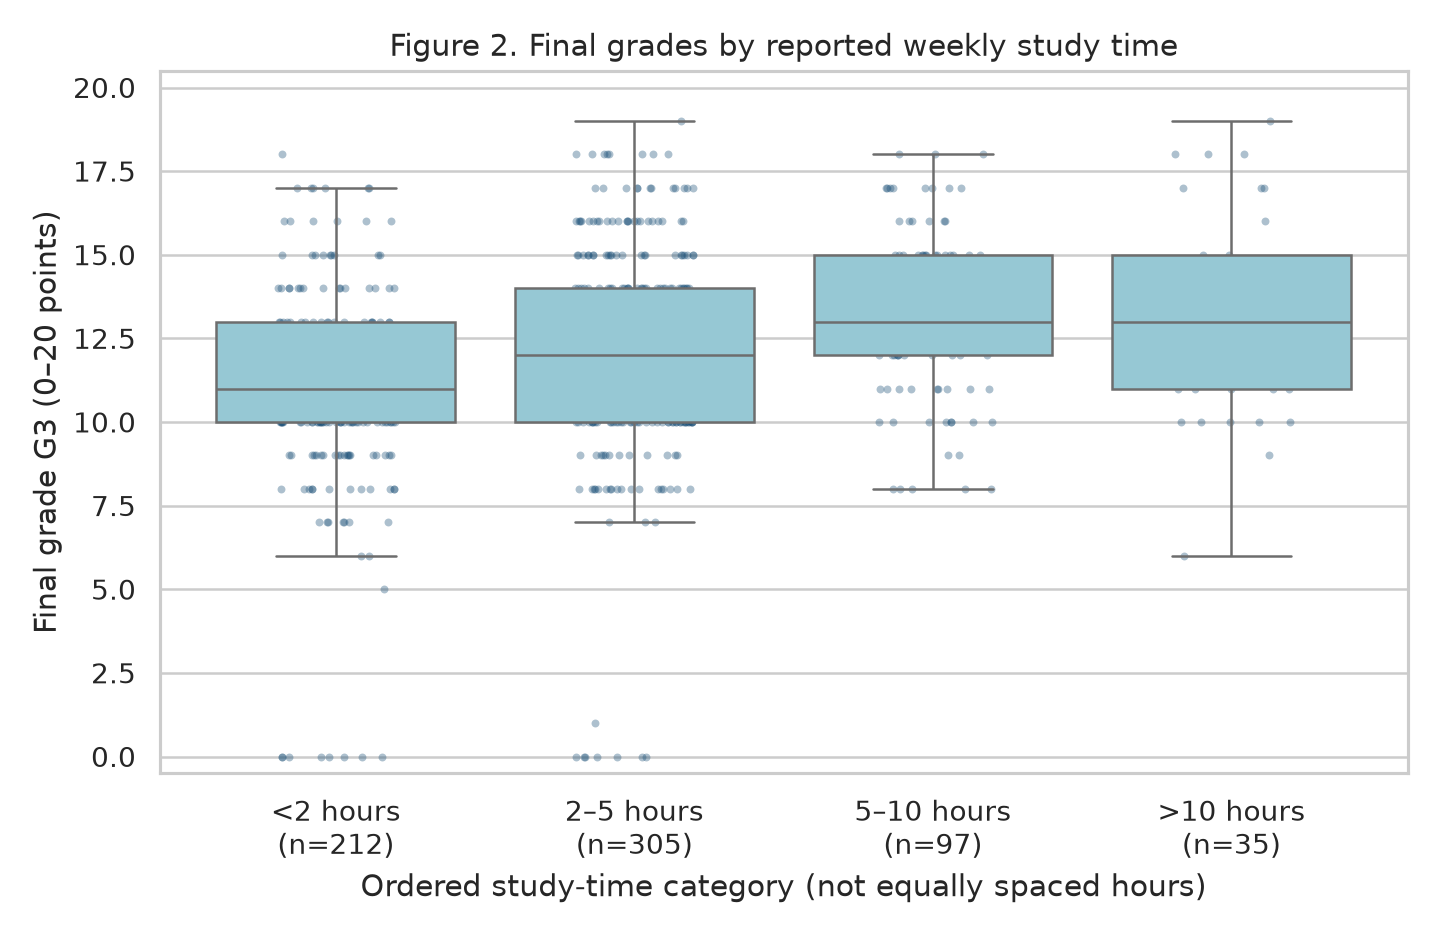 Figure 2. Final grades by reported weekly study time
Final grade G3 (0–20 points)
20.0
17.5
15.0
12.5
10.0
7.5
5.0
2.5
0.0
<2 hours
(n=212)
2–5 hours
(n=305)
5–10 hours
(n=97)
>10 hours
(n=35)
Ordered study-time category (not equally spaced hours)